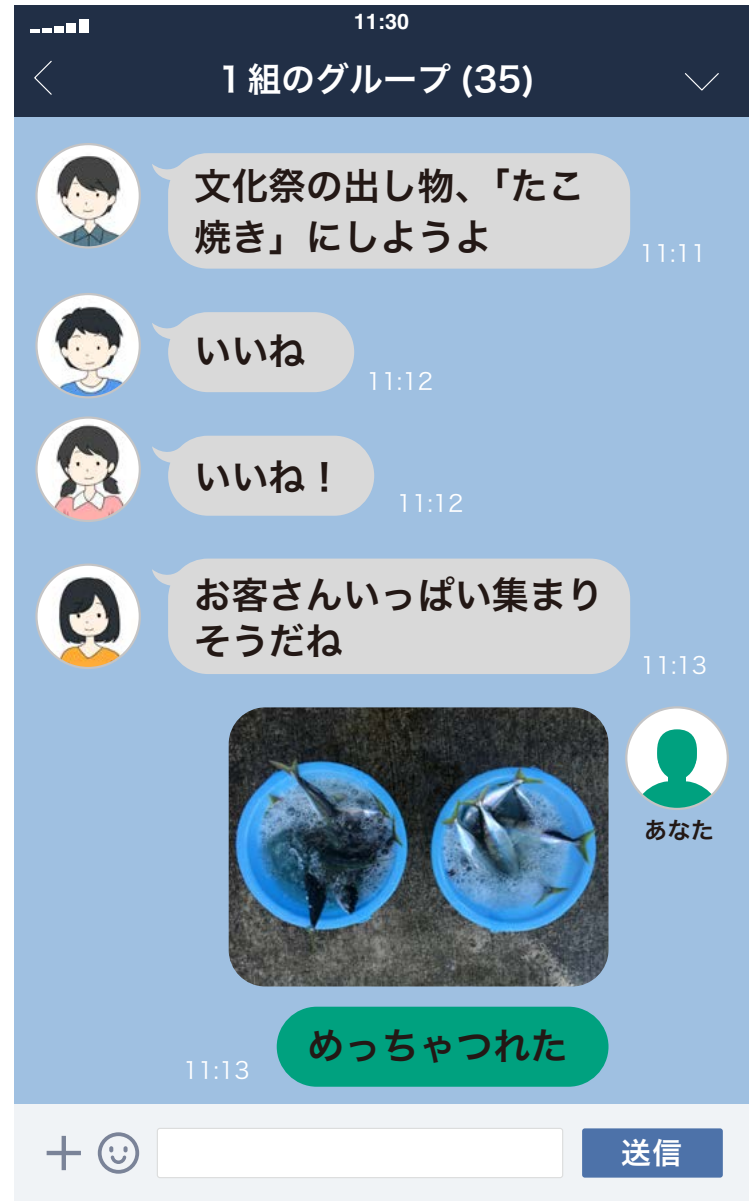 11:30
1組のグループ (35)
文化祭の出し物、「たこ
焼き」にしようよ
11:11
いいね
11:12
いいね！
11:12
お客さんいっぱい集まり
そうだね
11:13
あなた
めっちゃつれた
11:13
送信